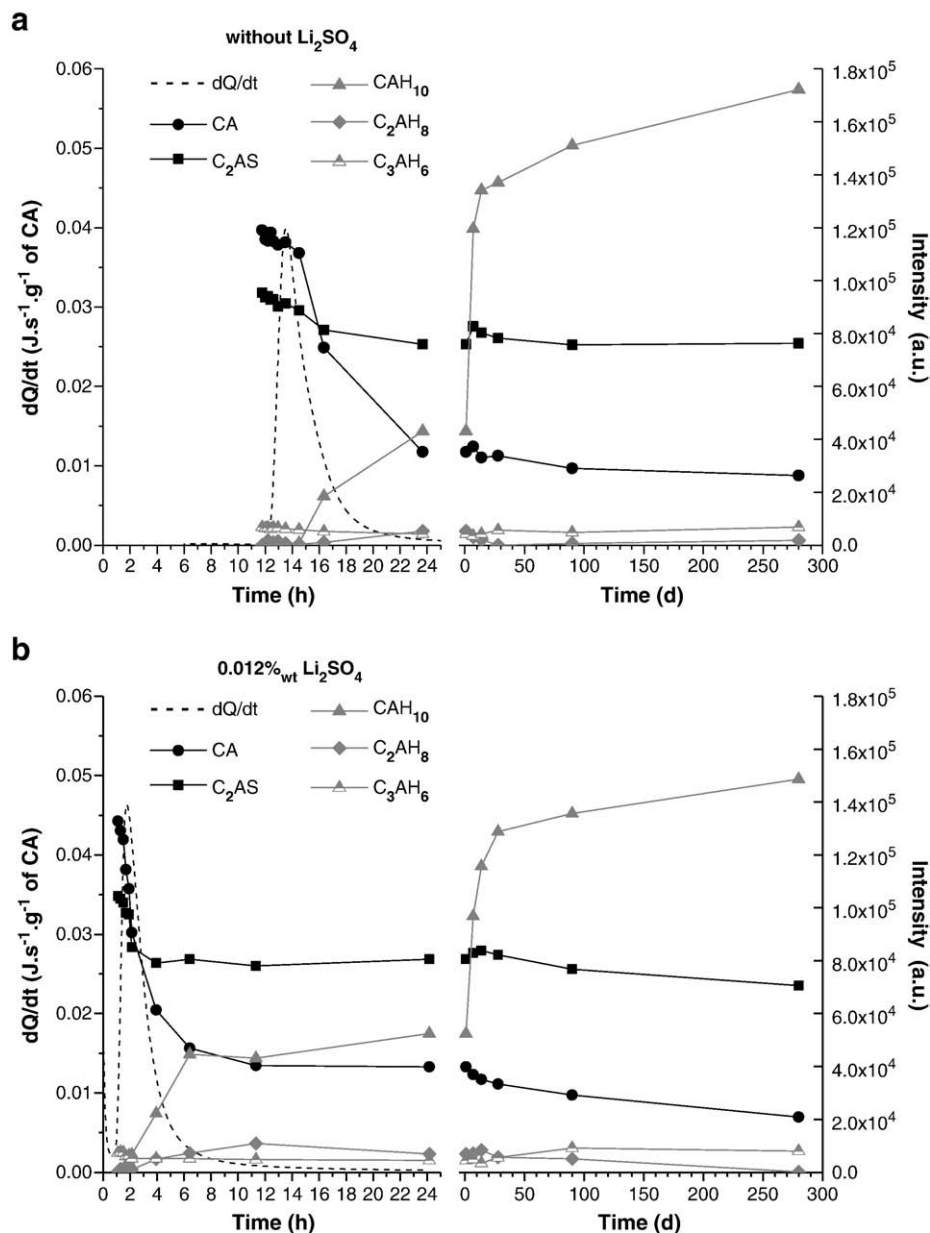 a
without Li₂SO₄
dQ/dt
CA
C₂AS
CAH₁₀
C₂AH₈
C₃AH₆
0.06
0.05
0.04
0.03
0.02
0.01
0.00
dQ/dt (J.s⁻¹.g⁻¹ of CA)
1.8x10⁵
1.6x10⁵
1.4x10⁵
1.2x10⁵
1.0x10⁵
8.0x10⁴
6.0x10⁴
4.0x10⁴
2.0x10⁴
0.0
Intensity (a.u.)
0 2 4 6 8 10 12 14 16 18 20 22 24
Time (h)
0 50 100 150 200 250 300
Time (d)
b
0.012%wt Li₂SO₄
dQ/dt
CA
C₂AS
CAH₁₀
C₂AH₈
C₃AH₆
0.06
0.05
0.04
0.03
0.02
0.01
0.00
dQ/dt (J.s⁻¹.g⁻¹ of CA)
1.8x10⁵
1.6x10⁵
1.4x10⁵
1.2x10⁵
1.0x10⁵
8.0x10⁴
6.0x10⁴
4.0x10⁴
2.0x10⁴
0.0
Intensity (a.u.)
0 2 4 6 8 10 12 14 16 18 20 22 24
Time (h)
0 50 100 150 200 250 300
Time (d)